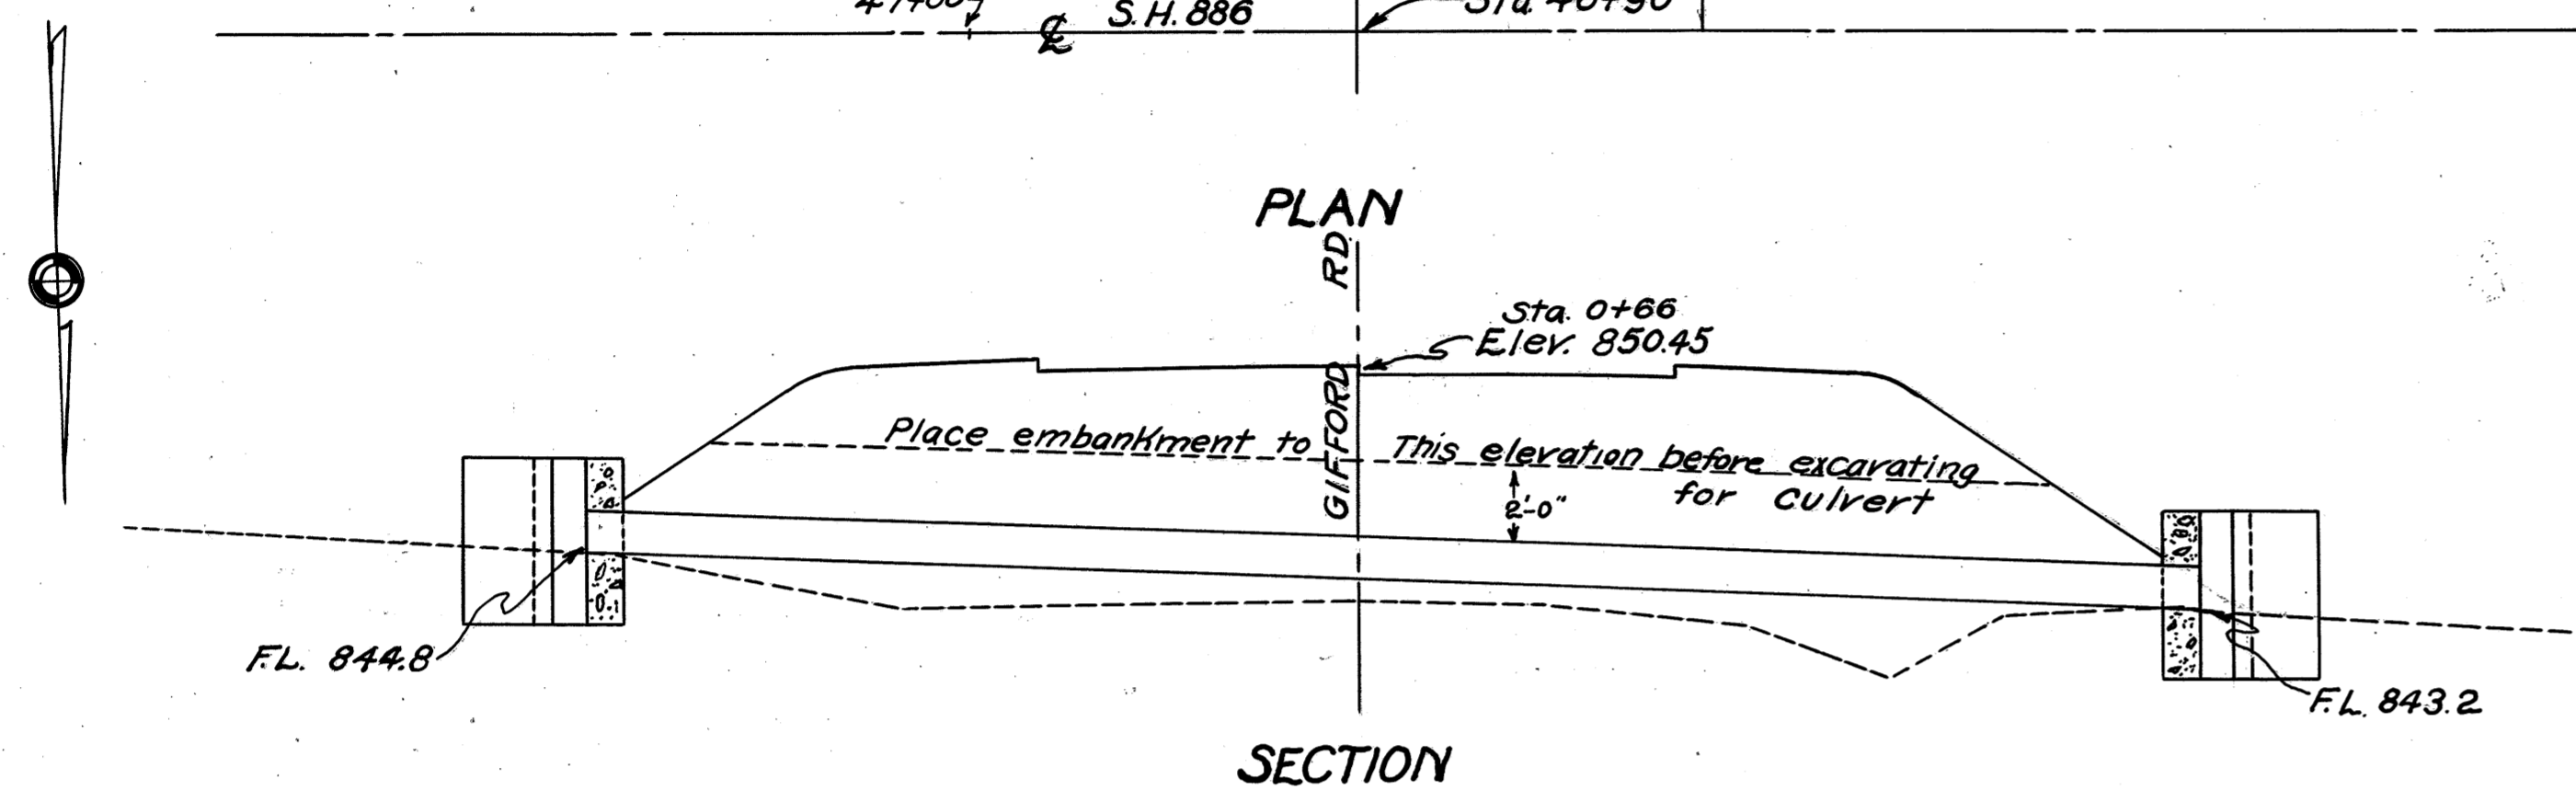 S.H. 886
PLAN
GIFFORD RD.
Sta. 0+66
Elev. 850.45
Place embankment to This elevation before excavating
for culvert
2'-0"
F.L. 844.8
F.L. 843.2
SECTION